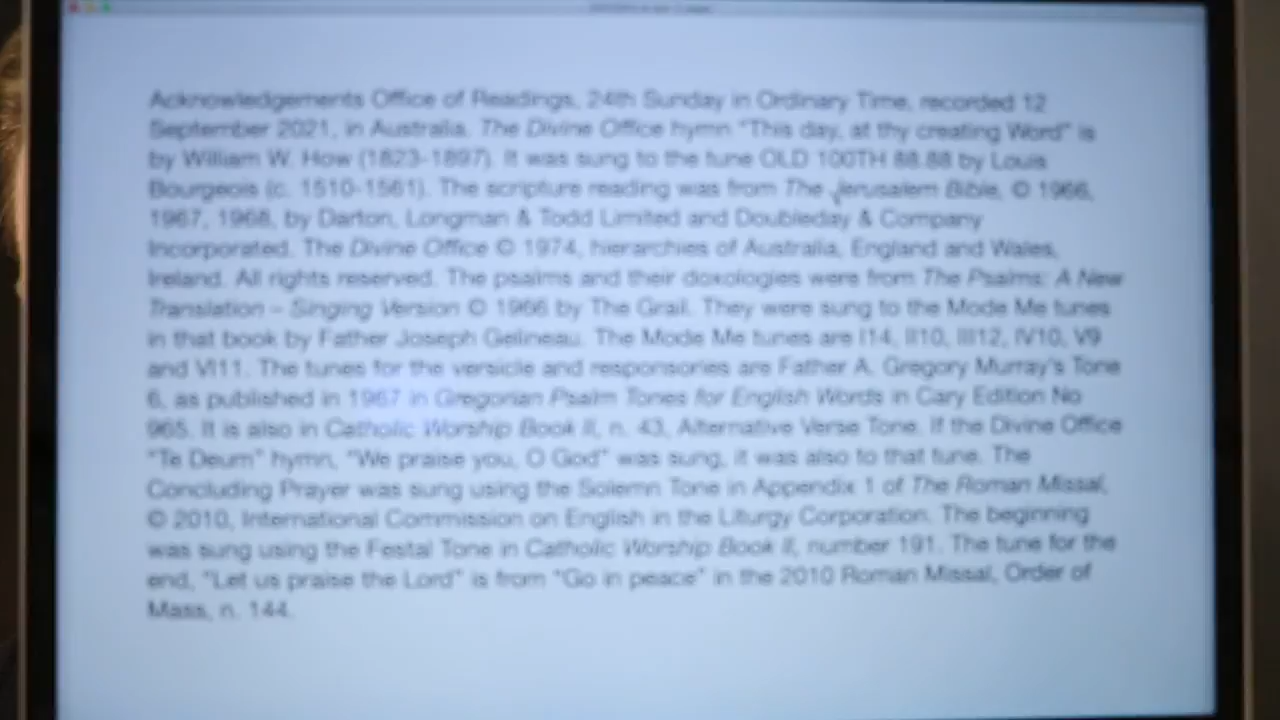 Acknowledgements Office of Readings, 24th Sunday in Ordinary Time, recorded 12
September 2021, in Australia. The Divine Office hymn "This day, at thy creating Word" is
by William W. How (1823-1897). It was sung to the tune OLD 100TH 88.88 by Louis
Bourgeois (c. 1510-1561). The scripture reading was from The Jerusalem Bible, © 1966,
1967, 1968, by Darton, Longman & Todd Limited and Doubleday & Company
Incorporated. The Divine Office © 1974, hierarchies of Australia, England and Wales,
Ireland. All rights reserved. The psalms and their doxologies were from The Psalms: A New
Translation – Singing Version © 1966 by The Grail. They were sung to the Mode Me tunes
in that book by Father Joseph Gelineau. The Mode Me tunes are I14, II10, III12, IV10, V9
and VI11. The tunes for the versicle and responsories are Father A. Gregory Murray's Tone
6, as published in 1967 in Gregorian Psalm Tones for English Words in Cary Edition No
965. It is also in Catholic Worship Book II, n. 43, Alternative Verse Tone. If the Divine Office
"Te Deum" hymn, "We praise you, O God" was sung, it was also to that tune. The
Concluding Prayer was sung using the Solemn Tone in Appendix 1 of The Roman Missal,
© 2010, International Commission on English in the Liturgy Corporation. The beginning
was sung using the Festal Tone in Catholic Worship Book II, number 191. The tune for the
end, "Let us praise the Lord" is from "Go in peace" in the 2010 Roman Missal, Order of
Mass, n. 144.